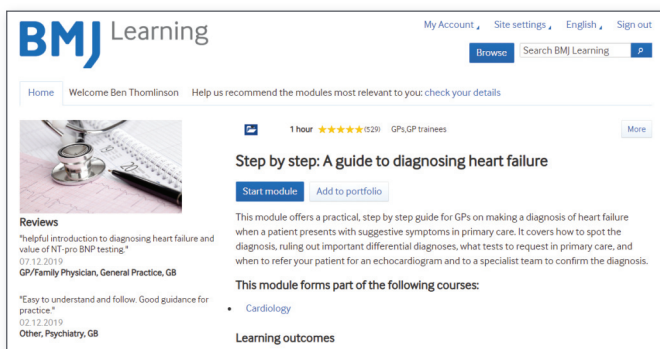 BMJ Learning
My Account Site settings English Sign out
Browse Search BMJ Learning
Home Welcome Ben Thomlinson Help us recommend the modules most relevant to you: check your details
1 hour ★★★★★(529) GPs,GP trainees More
Step by step: A guide to diagnosing heart failure
Start module Add to portfolio
This module offers a practical, step by step guide for GPs on making a diagnosis of heart failure
when a patient presents with suggestive symptoms in primary care. It covers how to spot the
diagnosis, ruling out important differential diagnoses, what tests to request in primary care, and
when to refer your patient for an echocardiogram and to a specialist team to confirm the diagnosis.
This module forms part of the following courses:
• Cardiology
Learning outcomes
Reviews
"helpful introduction to diagnosing heart failure and
value of NT-pro BNP testing."
07.12.2019
GP/Family Physician, General Practice, GB
"Easy to understand and follow. Good guidance for
practice."
02.12.2019
Other, Psychiatry, GB